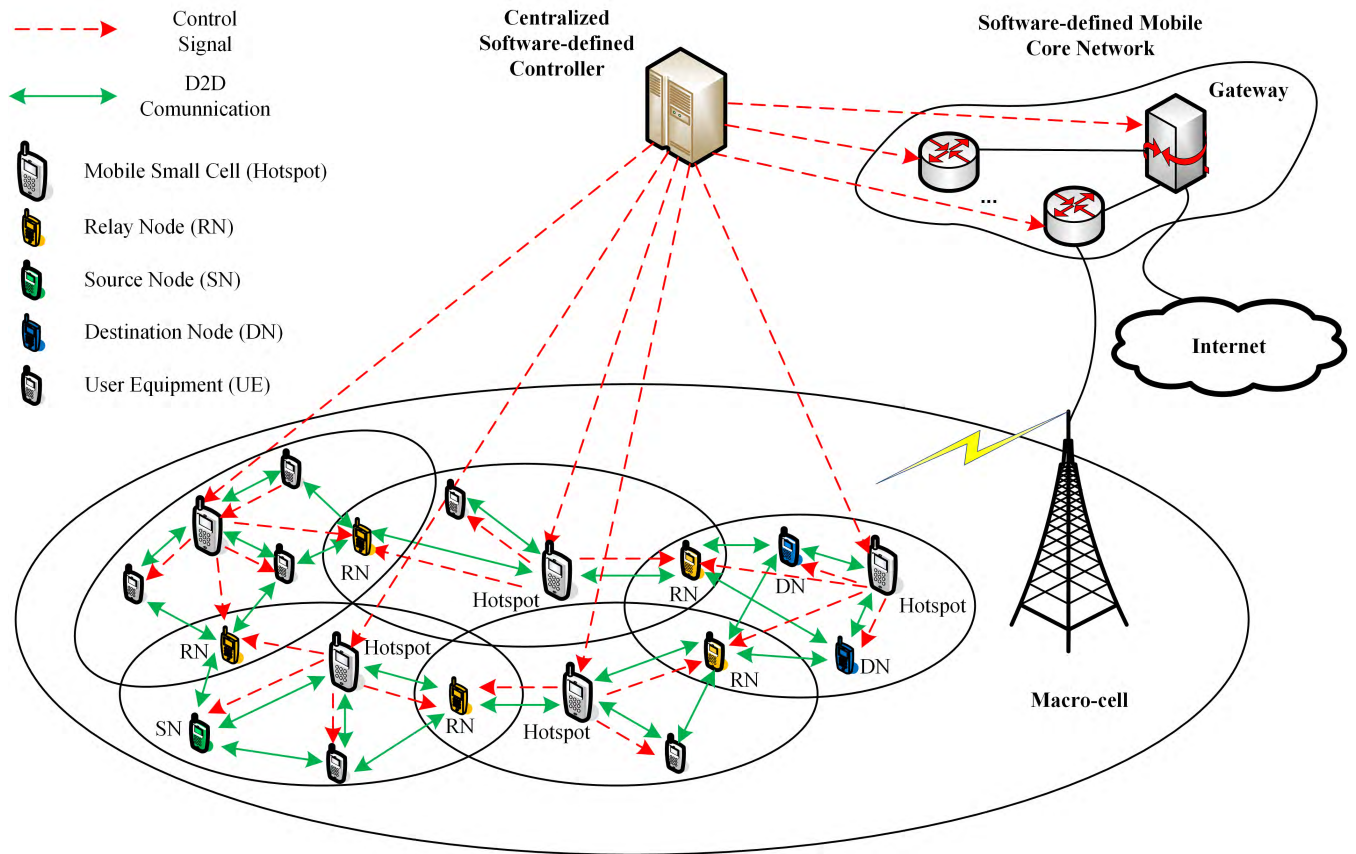 Control
Signal
D2D
Comunnication
Mobile Small Cell (Hotspot)
Relay Node (RN)
Source Node (SN)
Destination Node (DN)
User Equipment (UE)
Centralized
Software-defined
Controller
Software-defined Mobile
Core Network
Gateway
...
Internet
RN
Hotspot
RN
DN
Hotspot
RN
Hotspot
RN
DN
SN
RN
Hotspot
Macro-cell